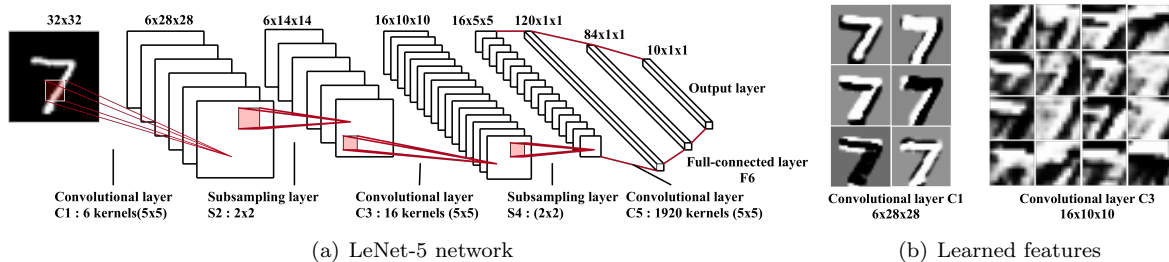 32x32
6x28x28
6x14x14
16x10x10
16x5x5
120x1x1
84x1x1
10x1x1
Output layer
Full-connected layer
F6
Convolutional layer
C1 : 6 kernels(5x5)
Subsampling layer
S2 : 2x2
Convolutional layer
C3 : 16 kernels (5x5)
Subsampling layer
S4 : (2x2)
Convolutional layer
C5 : 1920 kernels (5x5)
(a) LeNet-5 network
Convolutional layer C1
6x28x28
Convolutional layer C3
16x10x10
(b) Learned features